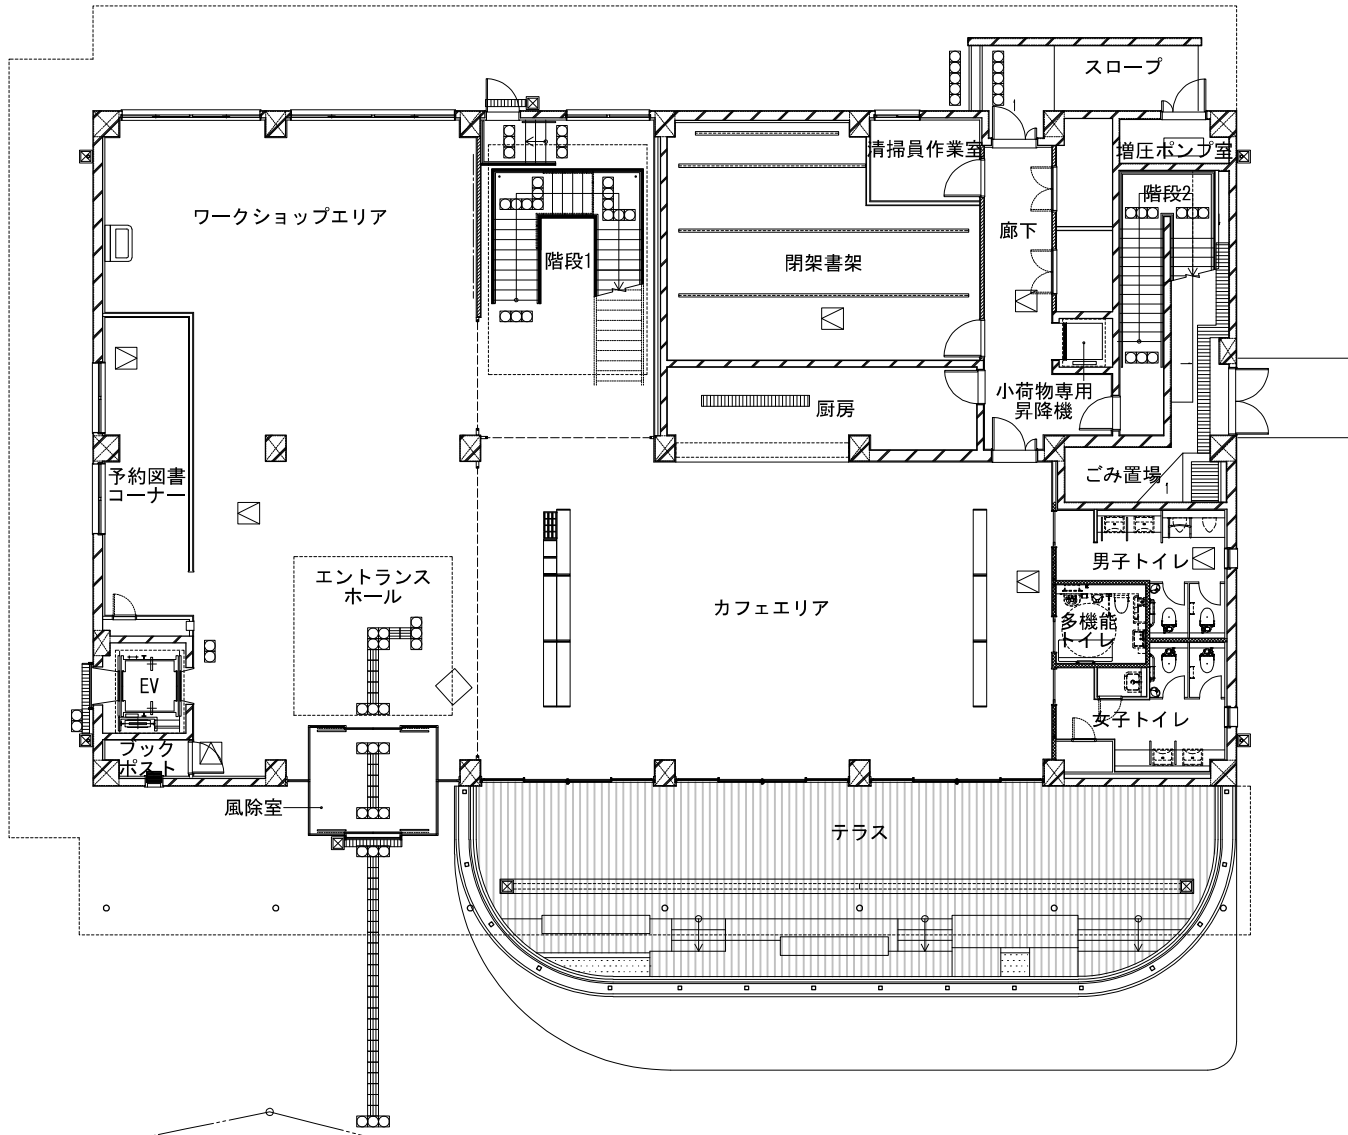 スロープ
清掃員作業室
増圧ポンプ室
階段2
ワークショップエリア
廊下
階段1
閉架書架
小荷物専用
昇降機
厨房
予約図書
コーナー
ごみ置場
男子トイレ
エントランス
ホール
カフェエリア
多機能
トイレ
EV
女子トイレ
ブック
ポスト
風除室
テラス